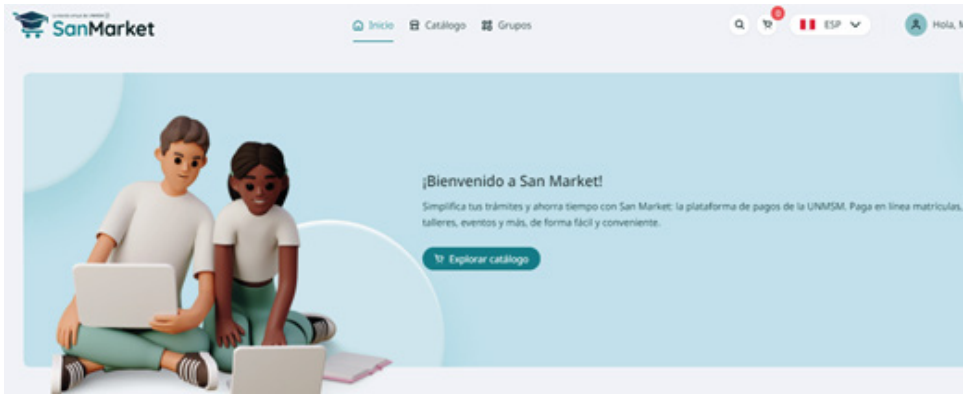 SanMarket
Inicio
Catálogo
Grupos
0
ESP
Hola, M
¡Bienvenido a San Market!
Simplifica tus trámites y ahorra tiempo con San Market: la plataforma de pagos de la UNMSM. Paga en línea matrículas,
talleres, eventos y más, de forma fácil y conveniente.
Explorar catálogo